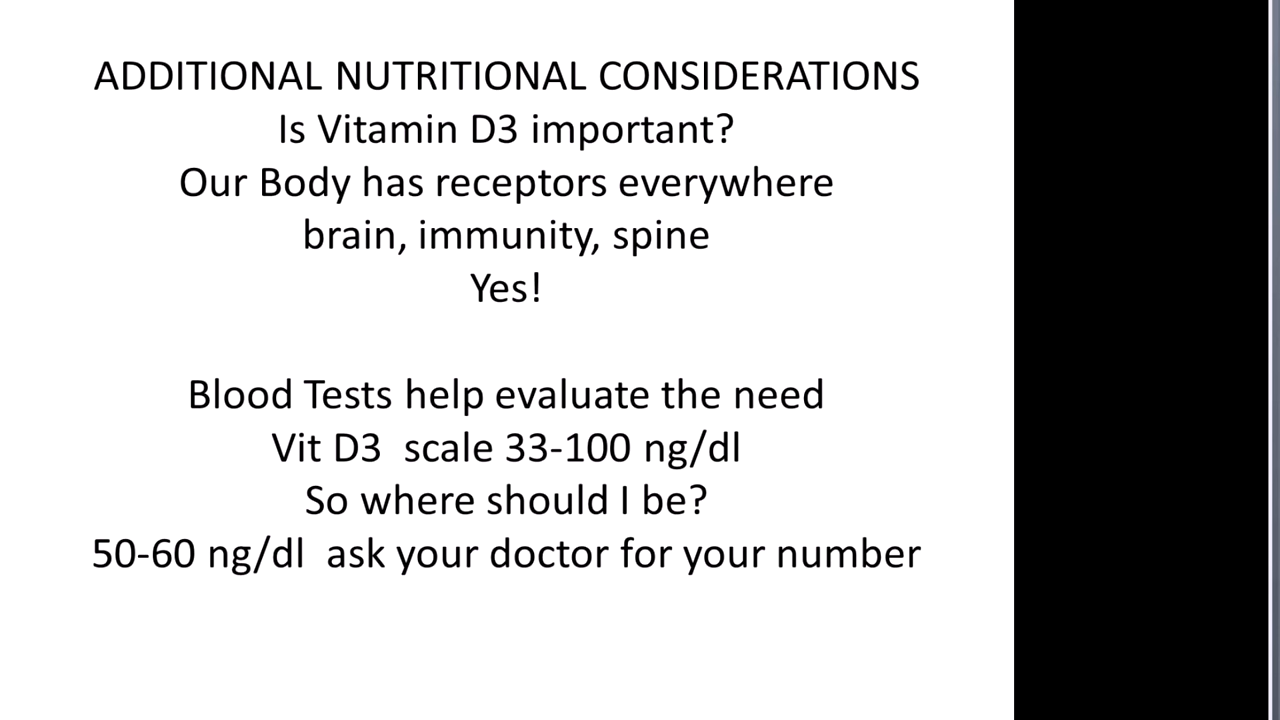 ADDITIONAL NUTRITIONAL CONSIDERATIONS
Is Vitamin D3 important?
Our Body has receptors everywhere
brain, immunity, spine
Yes!
Blood Tests help evaluate the need
Vit D3  scale 33-100 ng/dl
So where should I be?
50-60 ng/dl  ask your doctor for your number